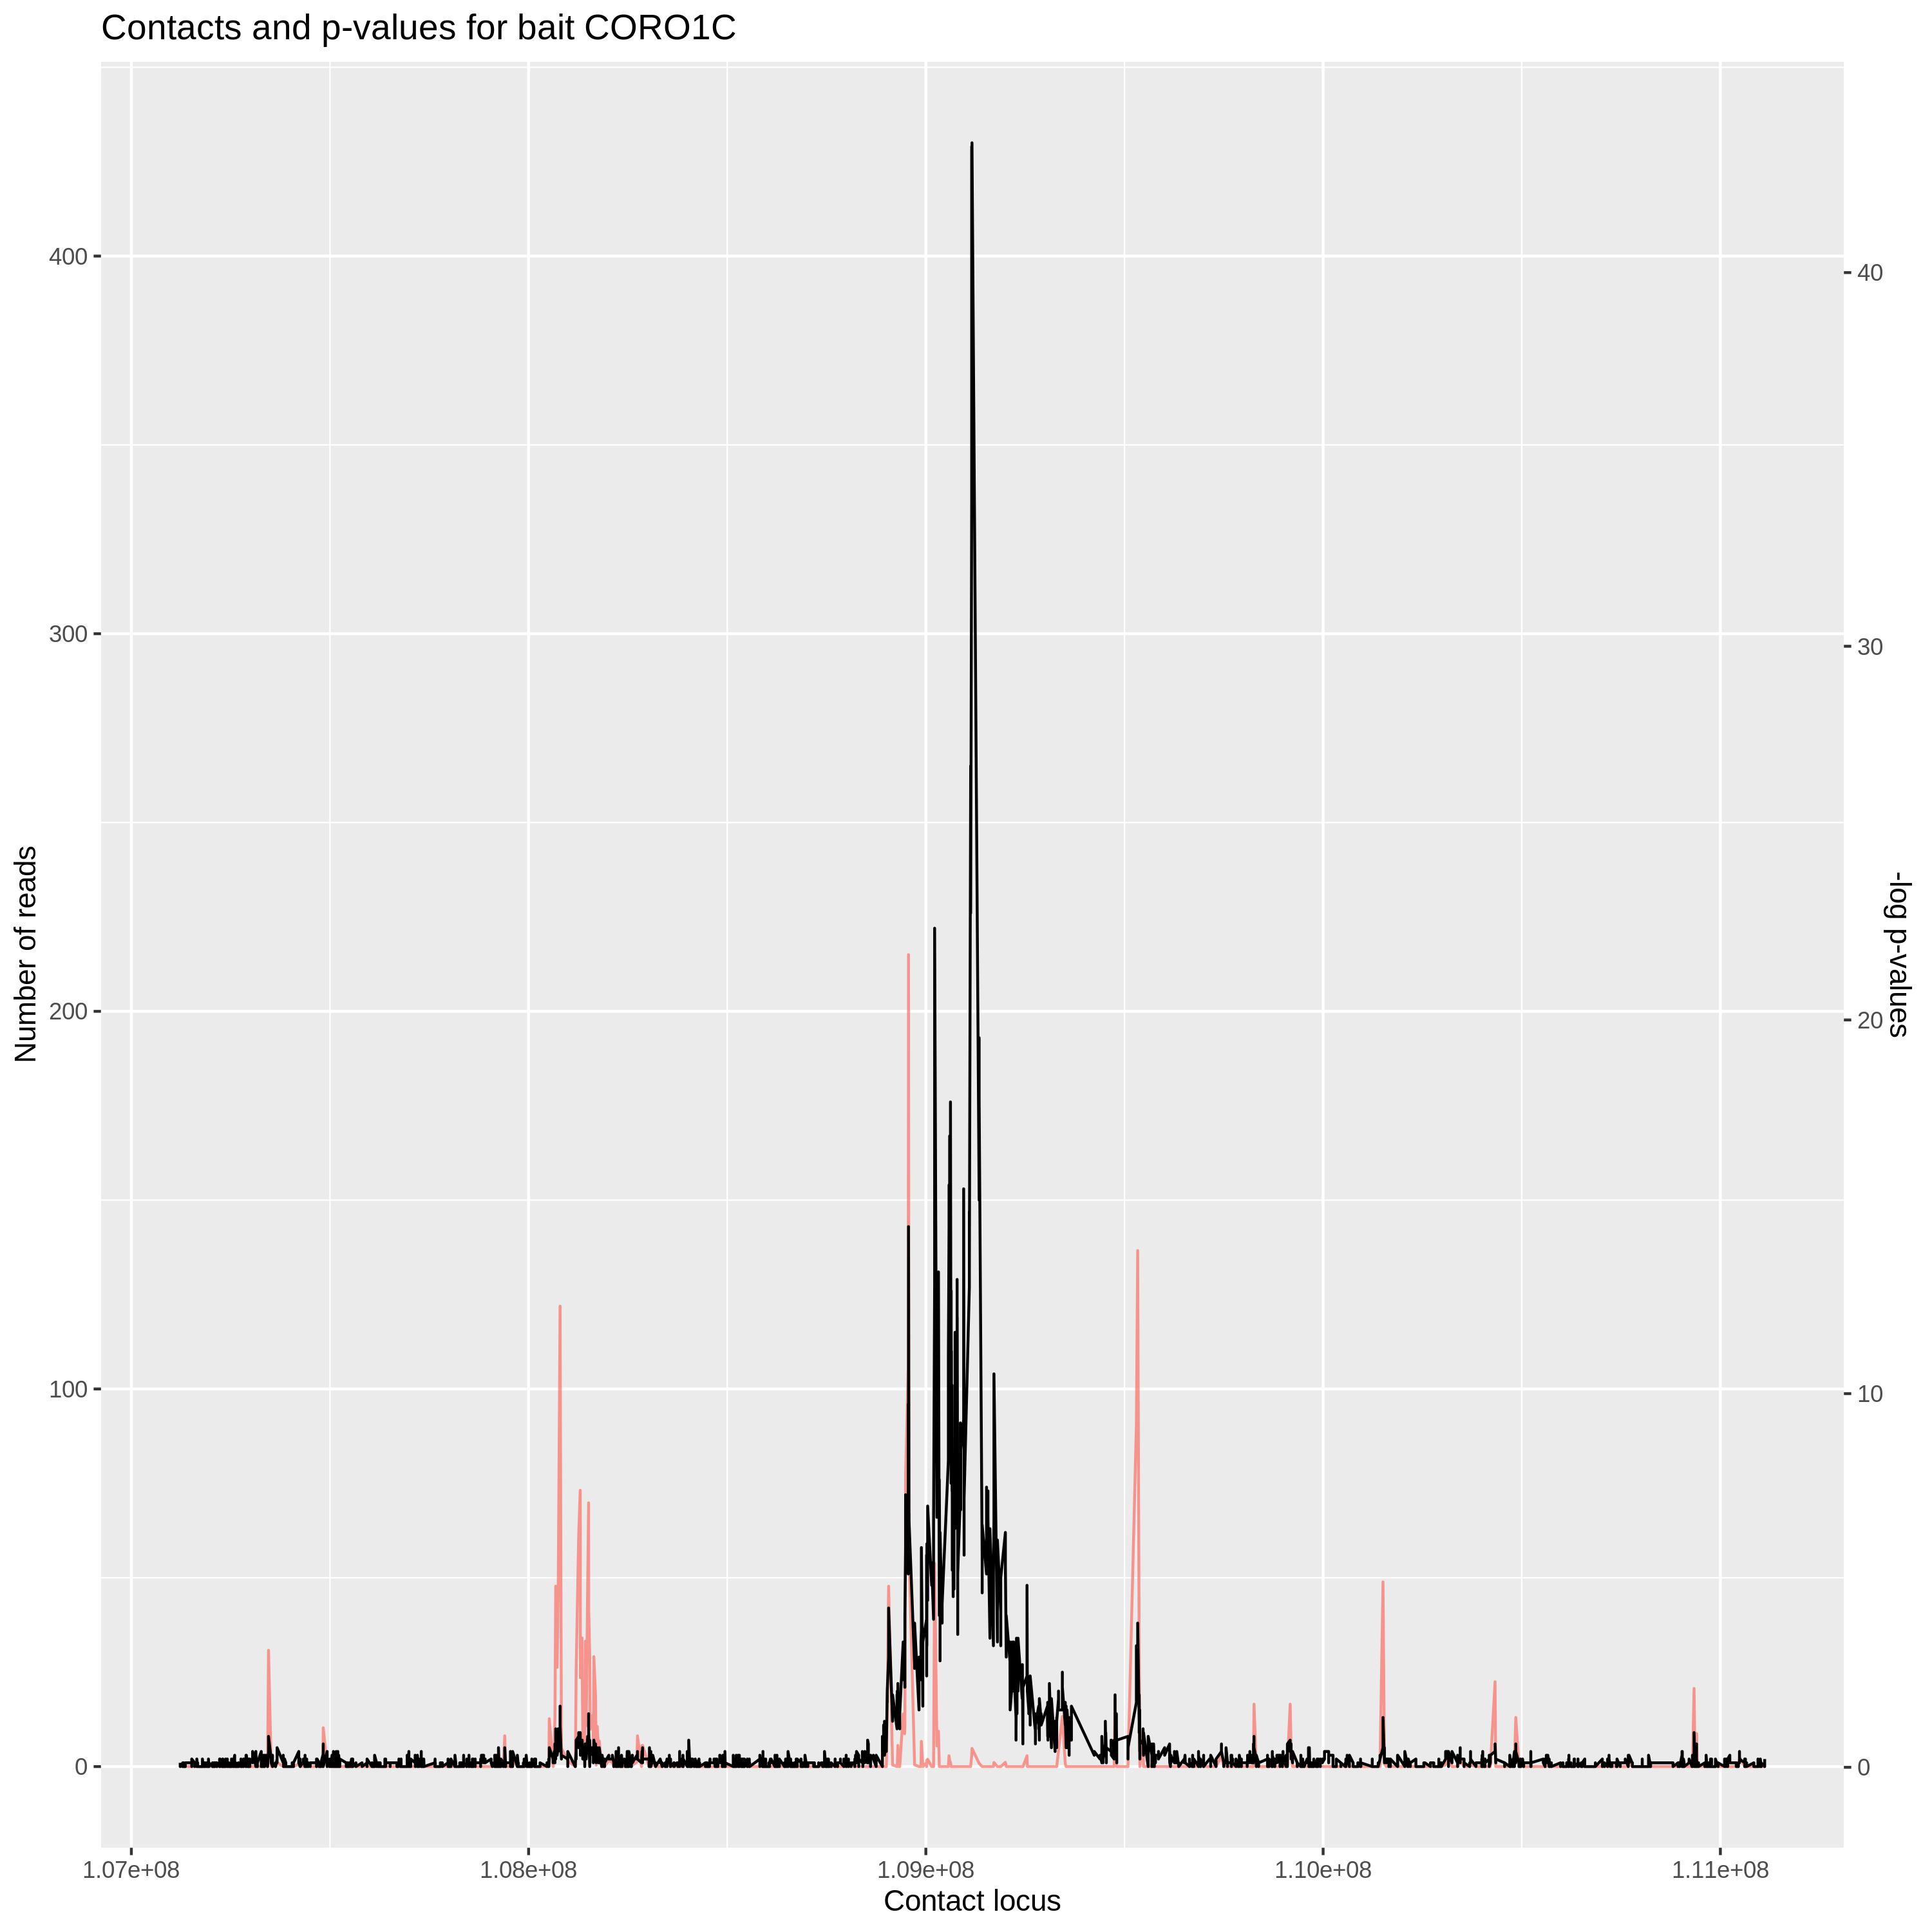 Contacts and p-values for bait CORO1C
400
300
200
100
0
40
30
20
10
0
Number of reads
-log p-values
1.07e+08 1.08e+08 1.09e+08 1.10e+08 1.11e+08
Contact locus